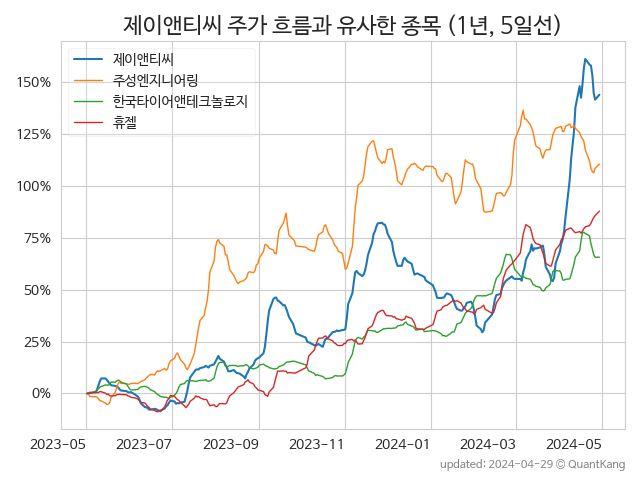 제이앤티씨 주가 흐름과 유사한 종목 (1년, 5일선)
제이앤티씨
주성엔지니어링
한국타이어앤테크놀로지
휴젤
150%
125%
100%
75%
50%
25%
0%
2023-05 2023-07 2023-09 2023-11 2024-01 2024-03 2024-05
updated: 2024-04-29 © QuantKang